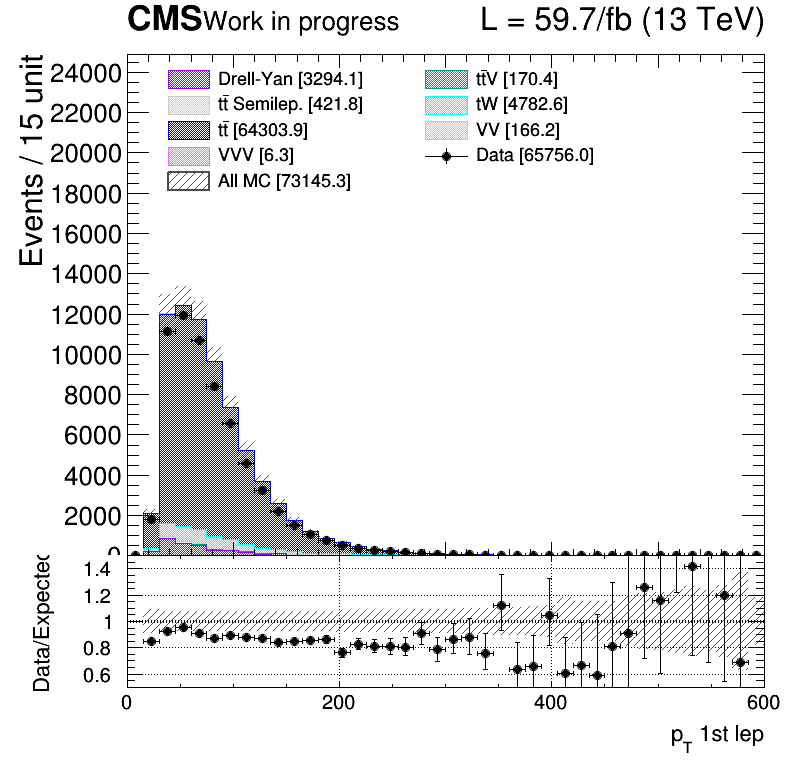 CMS Work in progress L = 59.7/fb (13 TeV)
Events / 15 unit
24000
22000
20000
18000
16000
14000
12000
10000
8000
6000
4000
2000
0
Drell-Yan [3294.1]
tt̄ Semilep. [421.8]
tt̄ [64303.9]
VVV [6.3]
All MC [73145.3]
tt̄V [170.4]
tW [4782.6]
VV [166.2]
Data [65756.0]
Data/Expected
1.4
1.2
1
0.8
0.6
0 200 400 600
p_T 1st lep